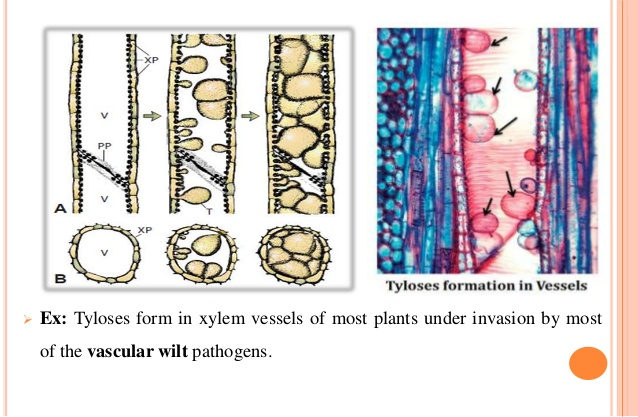 XP
V
PP
V
T
A
XP
V
B
Tyloses formation in Vessels
Ex: Tyloses form in xylem vessels of most plants under invasion by most
of the vascular wilt pathogens.